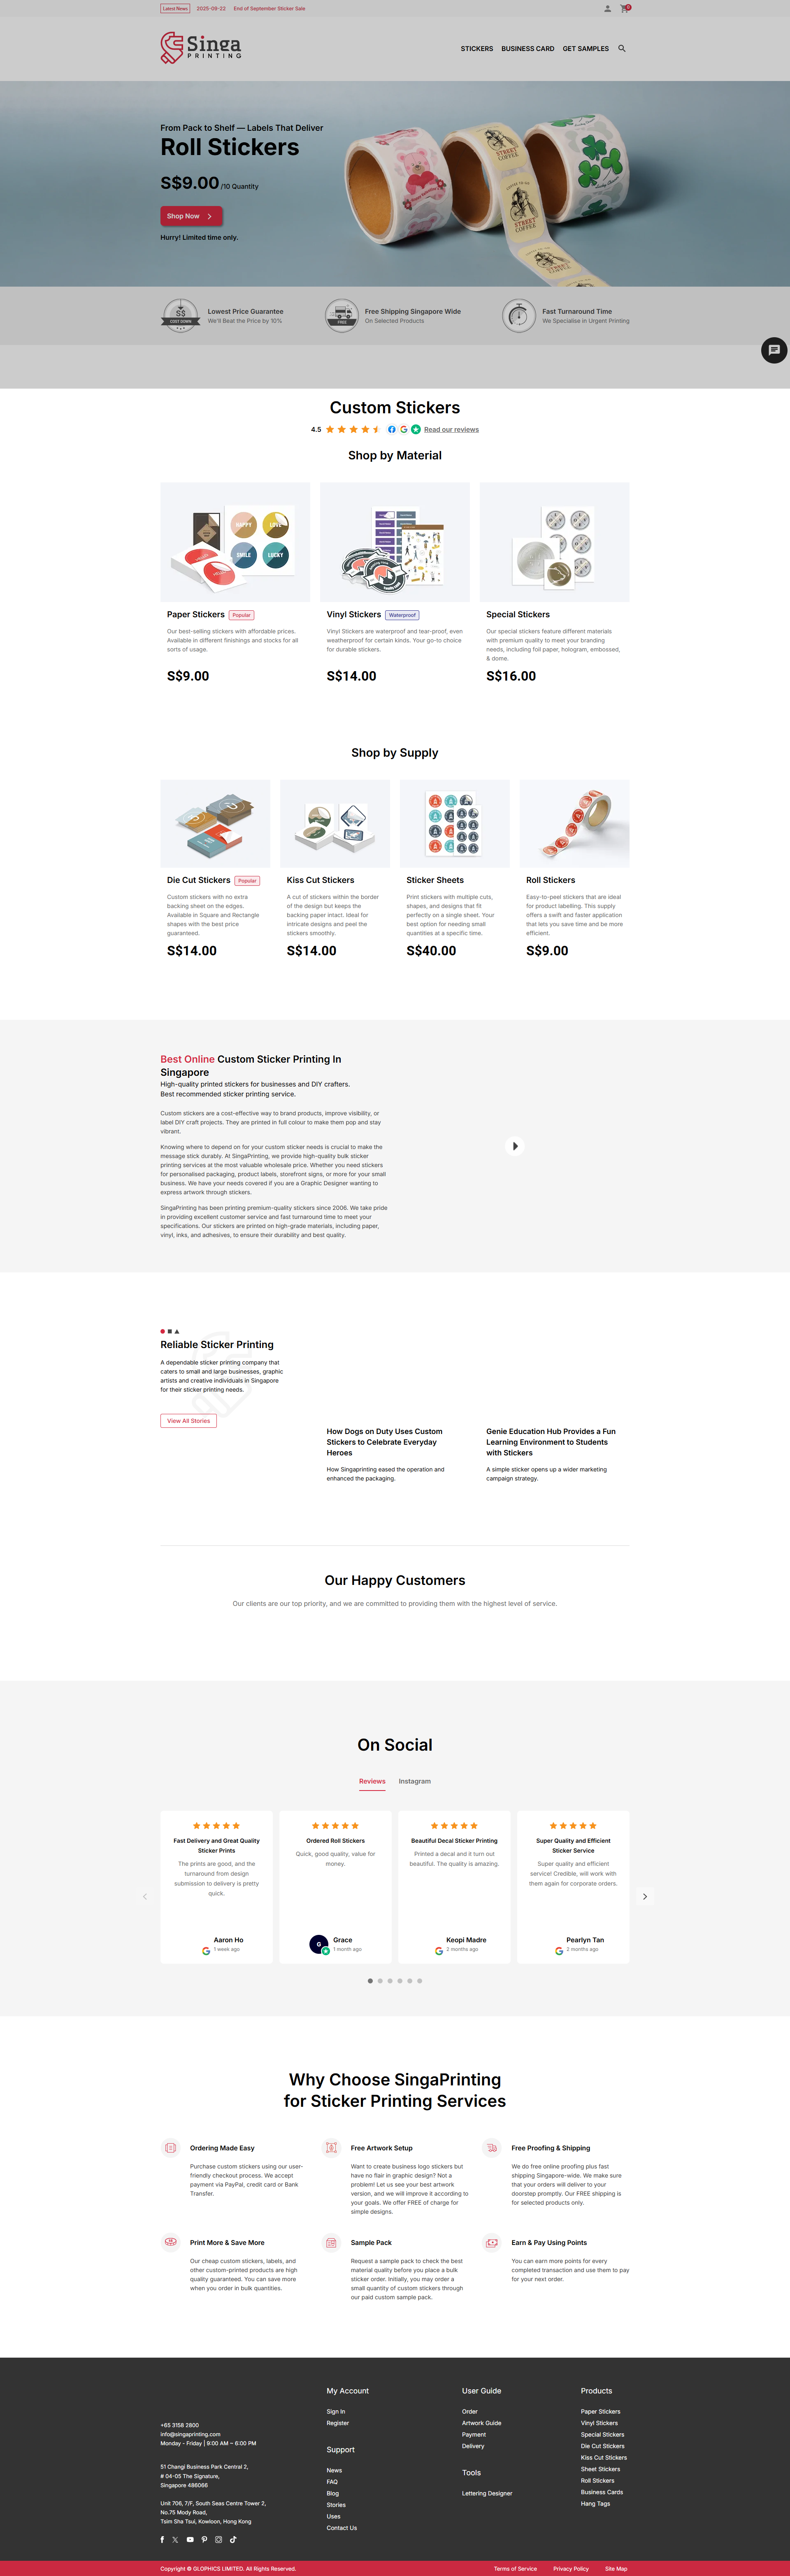 Latest News 2025-09-22 End of September Sticker Sale
0
Singa
PRINTING
STICKERS BUSINESS CARD GET SAMPLES
From Pack to Shelf — Labels That Deliver
Roll Stickers
S$9.00 /10 Quantity
Shop Now
Hurry! Limited time only.
STREET COFFEE
STREET COFFEE
STREET COFFEE
S$
COST DOWN
Lowest Price Guarantee
We'll Beat the Price by 10%
FREE
Free Shipping Singapore Wide
On Selected Products
Fast Turnaround Time
We Specialise in Urgent Printing
Custom Stickers
4.5 Read our reviews
Shop by Material
HAPPY LOVE
SMILE LUCKY
Paper Stickers Popular
Our best-selling stickers with affordable prices.
Available in different finishings and stocks for all
sorts of usage.
S$9.00
Vinyl Stickers Waterproof
Vinyl Stickers are waterproof and tear-proof, even
weatherproof for certain kinds. Your go-to choice
for durable stickers.
S$14.00
Special Stickers
Our special stickers feature different materials
with premium quality to meet your branding
needs, including foil paper, hologram, embossed,
& dome.
S$16.00
Shop by Supply
Die Cut Stickers Popular
Custom stickers with no extra
backing sheet on the edges.
Available in Square and Rectangle
shapes with the best price
guaranteed.
S$14.00
Kiss Cut Stickers
A cut of stickers within the border
of the design but keeps the
backing paper intact. Ideal for
intricate designs and peel the
stickers smoothly.
S$14.00
Sticker Sheets
Print stickers with multiple cuts,
shapes, and designs that fit
perfectly on a single sheet. Your
best option for needing small
quantities at a specific time.
S$40.00
Roll Stickers
Easy-to-peel stickers that are ideal
for product labelling. This supply
offers a swift and faster application
that lets you save time and be more
efficient.
S$9.00
Best Online Custom Sticker Printing In
Singapore
High-quality printed stickers for businesses and DIY crafters.
Best recommended sticker printing service.
Custom stickers are a cost-effective way to brand products, improve visibility, or
label DIY craft projects. They are printed in full colour to make them pop and stay
vibrant.
Knowing where to depend on for your custom sticker needs is crucial to make the
message stick durably. At SingaPrinting, we provide high-quality bulk sticker
printing services at the most valuable wholesale price. Whether you need stickers
for personalised packaging, product labels, storefront signs, or more for your small
business. We have your needs covered if you are a Graphic Designer wanting to
express artwork through stickers.
SingaPrinting has been printing premium-quality stickers since 2006. We take pride
in providing excellent customer service and fast turnaround time to meet your
specifications. Our stickers are printed on high-grade materials, including paper,
vinyl, inks, and adhesives, to ensure their durability and best quality.
Reliable Sticker Printing
A dependable sticker printing company that
caters to small and large businesses, graphic
artists and creative individuals in Singapore
for their sticker printing needs.
View All Stories
How Dogs on Duty Uses Custom
Stickers to Celebrate Everyday
Heroes
How Singaprinting eased the operation and
enhanced the packaging.
Genie Education Hub Provides a Fun
Learning Environment to Students
with Stickers
A simple sticker opens up a wider marketing
campaign strategy.
Our Happy Customers
Our clients are our top priority, and we are committed to providing them with the highest level of service.
On Social
Reviews Instagram
Fast Delivery and Great Quality
Sticker Prints
The prints are good, and the
turnaround from design
submission to delivery is pretty
quick.
Aaron Ho
1 week ago
Ordered Roll Stickers
Quick, good quality, value for
money.
G
Grace
1 month ago
Beautiful Decal Sticker Printing
Printed a decal and it turn out
beautiful. The quality is amazing.
Keopi Madre
2 months ago
Super Quality and Efficient
Sticker Service
Super quality and efficient
service! Credible, will work with
them again for corporate orders.
Pearlyn Tan
2 months ago
Why Choose SingaPrinting
for Sticker Printing Services
Ordering Made Easy
Purchase custom stickers using our user-
friendly checkout process. We accept
payment via PayPal, credit card or Bank
Transfer.
Free Artwork Setup
Want to create business logo stickers but
have no flair in graphic design? Not a
problem! Let us see your best artwork
version, and we will improve it according to
your goals. We offer FREE of charge for
simple designs.
Free Proofing & Shipping
We do free online proofing plus fast
shipping Singapore-wide. We make sure
that your orders will deliver to your
doorstep promptly. Our FREE shipping is
for selected products only.
Print More & Save More
Our cheap custom stickers, labels, and
other custom-printed products are high
quality guaranteed. You can save more
when you order in bulk quantities.
Sample Pack
Request a sample pack to check the best
material quality before you place a bulk
sticker order. Initially, you may order a
small quantity of custom stickers through
our paid custom sample pack.
Earn & Pay Using Points
You can earn more points for every
completed transaction and use them to pay
for your next order.
+65 3158 2800
info@singaprinting.com
Monday - Friday | 9:00 AM ~ 6:00 PM
51 Changi Business Park Central 2,
# 04-05 The Signature,
Singapore 486066
Unit 706, 7/F, South Seas Centre Tower 2,
No.75 Mody Road,
Tsim Sha Tsui, Kowloon, Hong Kong
My Account
Sign In
Register
Support
News
FAQ
Blog
Stories
Uses
Contact Us
User Guide
Order
Artwork Guide
Payment
Delivery
Tools
Lettering Designer
Products
Paper Stickers
Vinyl Stickers
Special Stickers
Die Cut Stickers
Kiss Cut Stickers
Sheet Stickers
Roll Stickers
Business Cards
Hang Tags
Copyright © GLOPHICS LIMITED. All Rights Reserved.
Terms of Service Privacy Policy Site Map